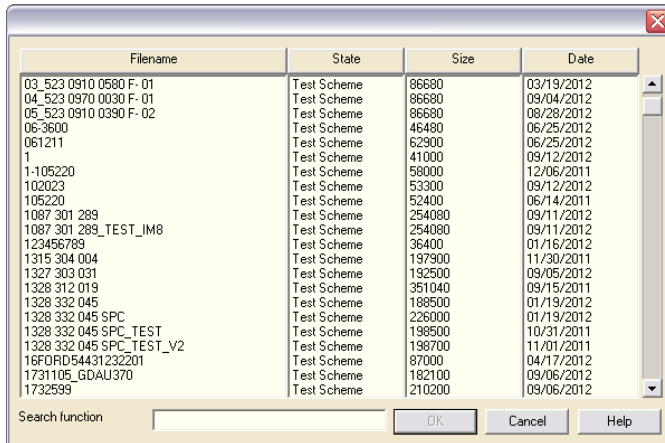 Filename State Size Date
03_523 0910 0580 F- 01 Test Scheme 86680 03/19/2012
04_523 0970 0030 F- 01 Test Scheme 86680 09/04/2012
05_523 0910 0390 F- 02 Test Scheme 86680 08/28/2012
06-3600 Test Scheme 46480 06/25/2012
061211 Test Scheme 62900 06/25/2012
1 Test Scheme 41000 09/12/2012
1-105220 Test Scheme 58000 12/06/2011
102023 Test Scheme 53300 09/12/2012
105220 Test Scheme 52400 06/14/2011
1087 301 289 Test Scheme 254080 09/11/2012
1087 301 289_TEST_IM8 Test Scheme 254080 09/11/2012
123456789 Test Scheme 36400 01/16/2012
1315 304 004 Test Scheme 197900 11/30/2011
1327 303 031 Test Scheme 192500 09/05/2012
1328 312 019 Test Scheme 351040 09/15/2011
1328 332 045 Test Scheme 188500 01/19/2012
1328 332 045 SPC Test Scheme 226000 01/19/2012
1328 332 045 SPC_TEST Test Scheme 198500 10/31/2011
1328 332 045 SPC_TEST_V2 Test Scheme 198700 11/01/2011
16FORD54431232201 Test Scheme 87000 04/17/2012
1731105_GDAU370 Test Scheme 182100 09/06/2012
1732599 Test Scheme 210200 09/06/2012
Search function OK Cancel Help